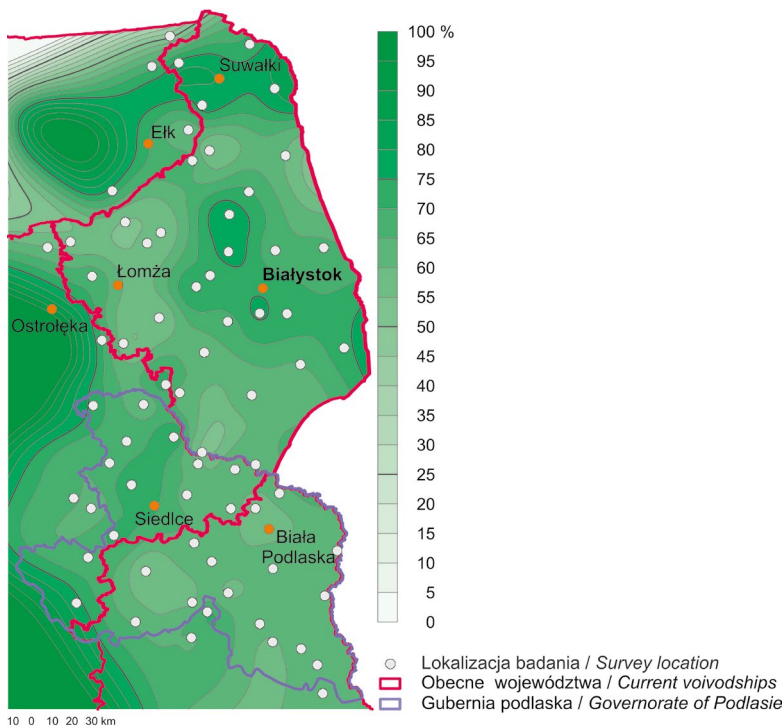 100 %
95
90
85
80
75
70
65
60
55
50
45
40
35
30
25
20
15
10
5
0
Suwałki
Ełk
Łomża
Białystok
Ostrołęka
Siedlce
Biała
Podlaska
Lokalizacja badania / Survey location
Obecne województwa / Current voivodships
Gubernia podlaska / Governorate of Podlasie
10 0 10 20 30 km